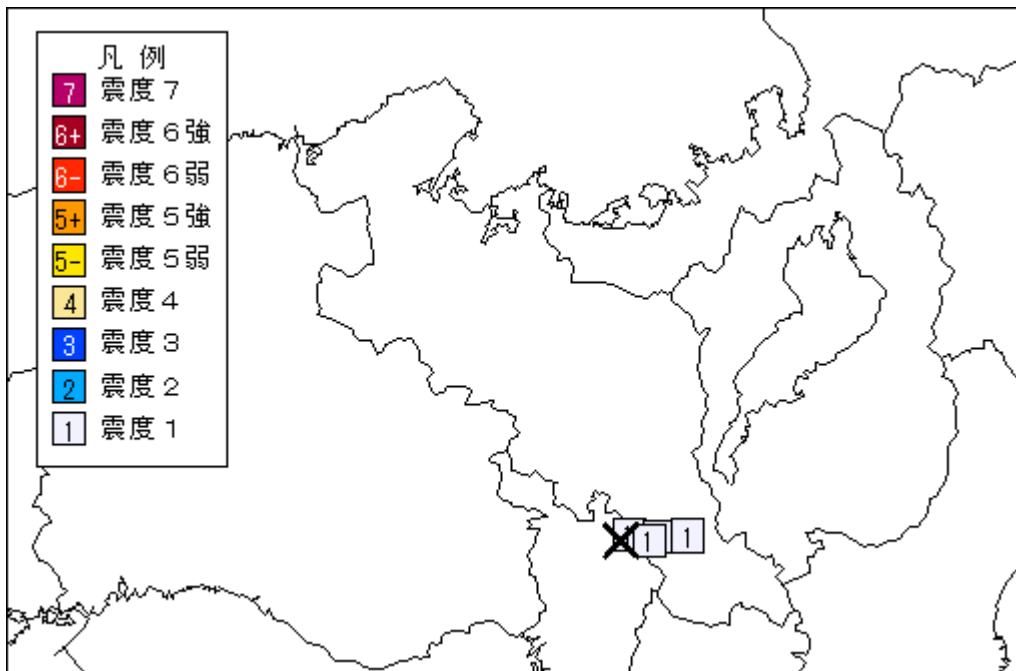 凡 例
7 震度７
6+ 震度６強
6- 震度６弱
5+ 震度５強
5- 震度５弱
4 震度４
3 震度３
2 震度２
1 震度１
1 1 1